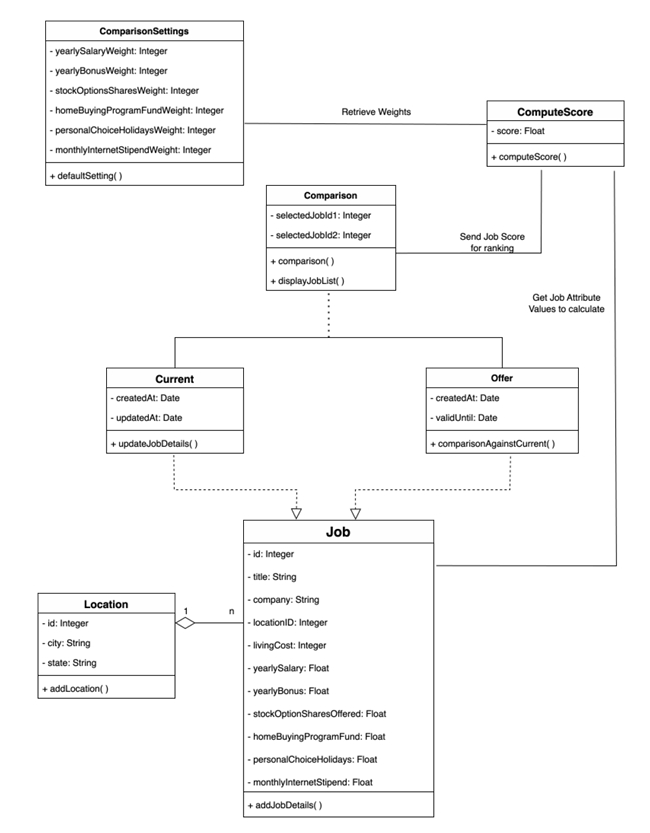 ComparisonSettings
- yearlySalaryWeight: Integer
- yearlyBonusWeight: Integer
- stockOptionsSharesWeight: Integer
- homeBuyingProgramFundWeight: Integer
- personalChoiceHolidaysWeight: Integer
- monthlyInternetStipendWeight: Integer
+ defaultSetting( )
Retrieve Weights
ComputeScore
- score: Float
+ computeScore( )
Comparison
- selectedJobId1: Integer
- selectedJobId2: Integer
+ comparison( )
+ displayJobList( )
Send Job Score
for ranking
Get Job Attribute
Values to calculate
Current
- createdAt: Date
- updatedAt: Date
+ updateJobDetails( )
Offer
- createdAt: Date
- validUntil: Date
+ comparisonAgainstCurrent( )
Job
- id: Integer
- title: String
- company: String
- locationID: Integer
- livingCost: Integer
- yearlySalary: Float
- yearlyBonus: Float
- stockOptionSharesOffered: Float
- homeBuyingProgramFund: Float
- personalChoiceHolidays: Float
- monthlyInternetStipend: Float
+ addJobDetails( )
Location
- id: Integer
- city: String
- state: String
+ addLocation( )
1
n